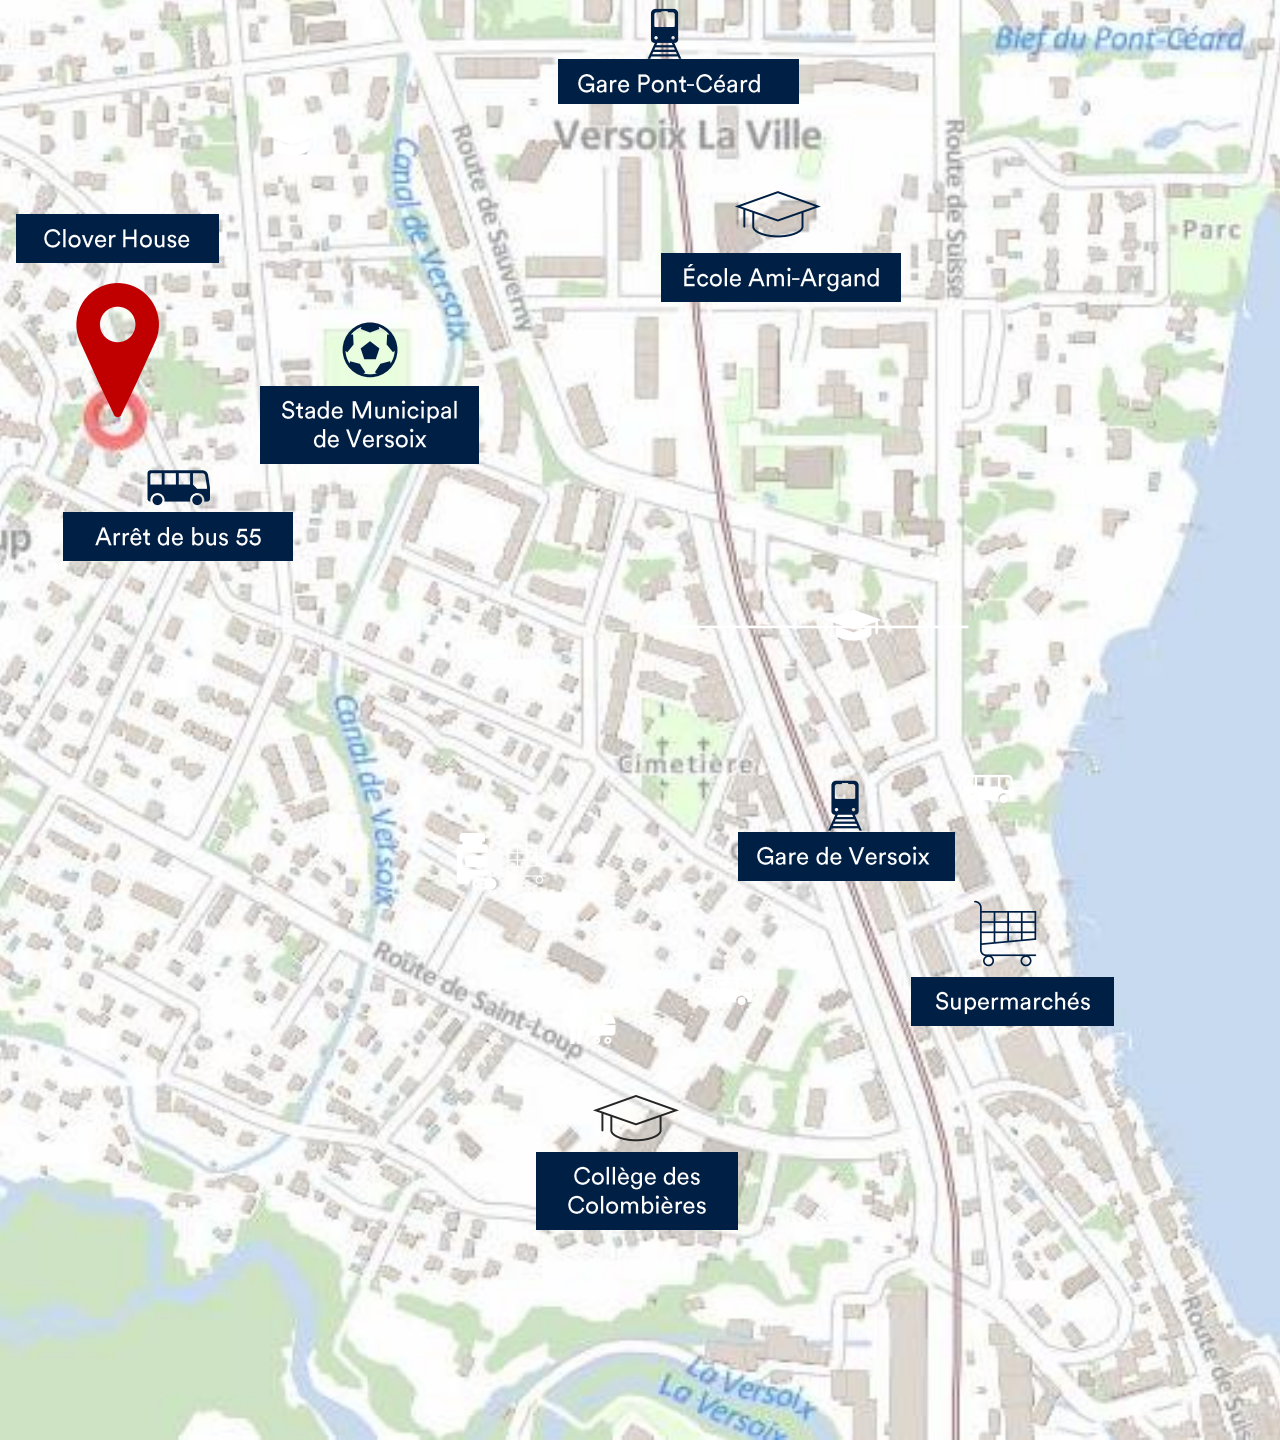 Gare Pont-Céard
Bief du Pont-Céard
Versoix La Ville
Canal de Versoix
Route de Sauverny
Route de Suisse
Parc
Clover House
École Ami-Argand
Stade Municipal
de Versoix
Arrêt de bus 55
up
Canal de Versoix
Cimetière
Gare de Versoix
Route de Saint-Loup
Supermarchés
Collège des
Colombières
La Versoix
La Versoix
Route de Suis